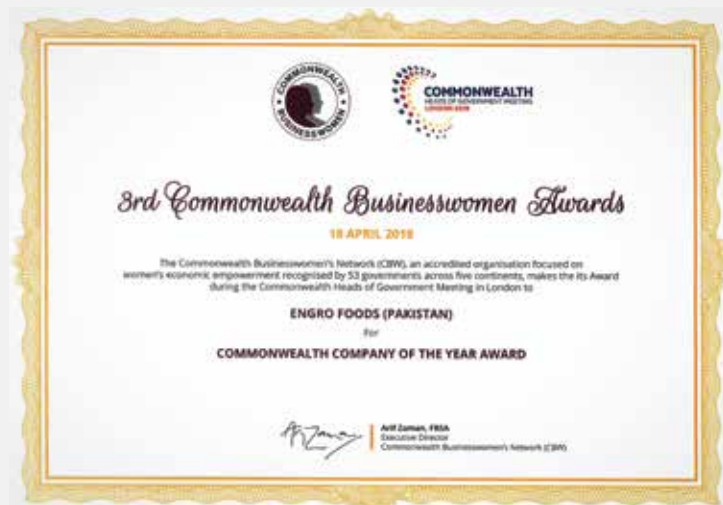 COMMONWEALTH
BUSINESSWOMEN
COMMONWEALTH
HEADS OF GOVERNMENT MEETING
LONDON 2018
3rd Commonwealth Businesswomen Awards
18 APRIL 2018
The Commonwealth Businesswomen's Network (CBW), an accredited organisation focused on
women's economic empowerment recognised by 53 governments across five continents, makes the its Award
during the Commonwealth Heads of Government Meeting in London to
ENGRO FOODS (PAKISTAN)
For
COMMONWEALTH COMPANY OF THE YEAR AWARD
Arif Zaman, FRSA
Executive Director
Commonwealth Businesswomen's Network (CBW)